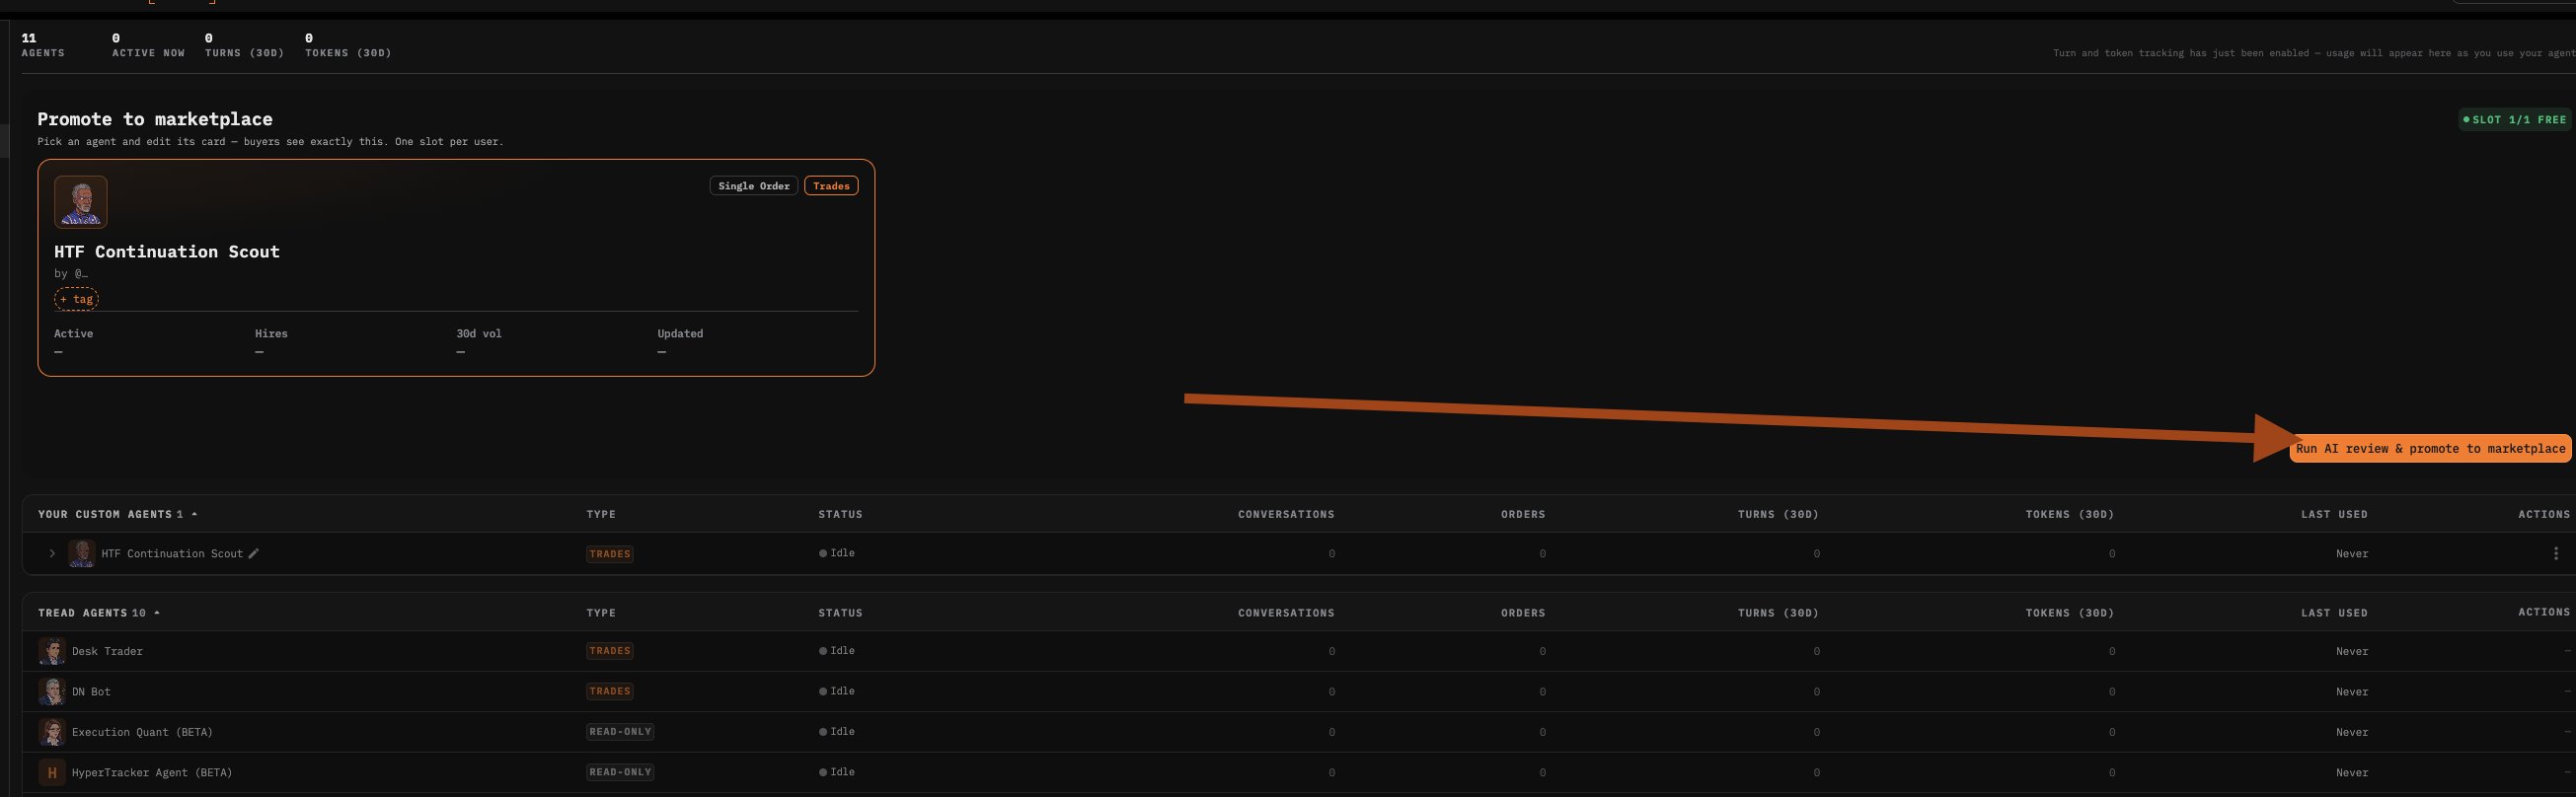 11 0 0 0
AGENTS ACTIVE NOW TURNS (30D) TOKENS (30D)
Turn and token tracking has just been enabled — usage will appear here as you use your agent
Promote to marketplace
SLOT 1/1 FREE
Pick an agent and edit its card — buyers see exactly this. One slot per user.
Single Order Trades
HTF Continuation Scout
by @…
+ tag
Active Hires 30d vol Updated
— — — —
Run AI review & promote to marketplace
YOUR CUSTOM AGENTS 1 TYPE STATUS CONVERSATIONS ORDERS TURNS (30D) TOKENS (30D) LAST USED ACTIONS
HTF Continuation Scout TRADES Idle 0 0 0 0 Never
TREAD AGENTS 10 TYPE STATUS CONVERSATIONS ORDERS TURNS (30D) TOKENS (30D) LAST USED ACTIONS
Desk Trader TRADES Idle 0 0 0 0 Never —
DN Bot TRADES Idle 0 0 0 0 Never —
Execution Quant (BETA) READ-ONLY Idle 0 0 0 0 Never —
H HyperTracker Agent (BETA) READ-ONLY Idle 0 0 0 0 Never —